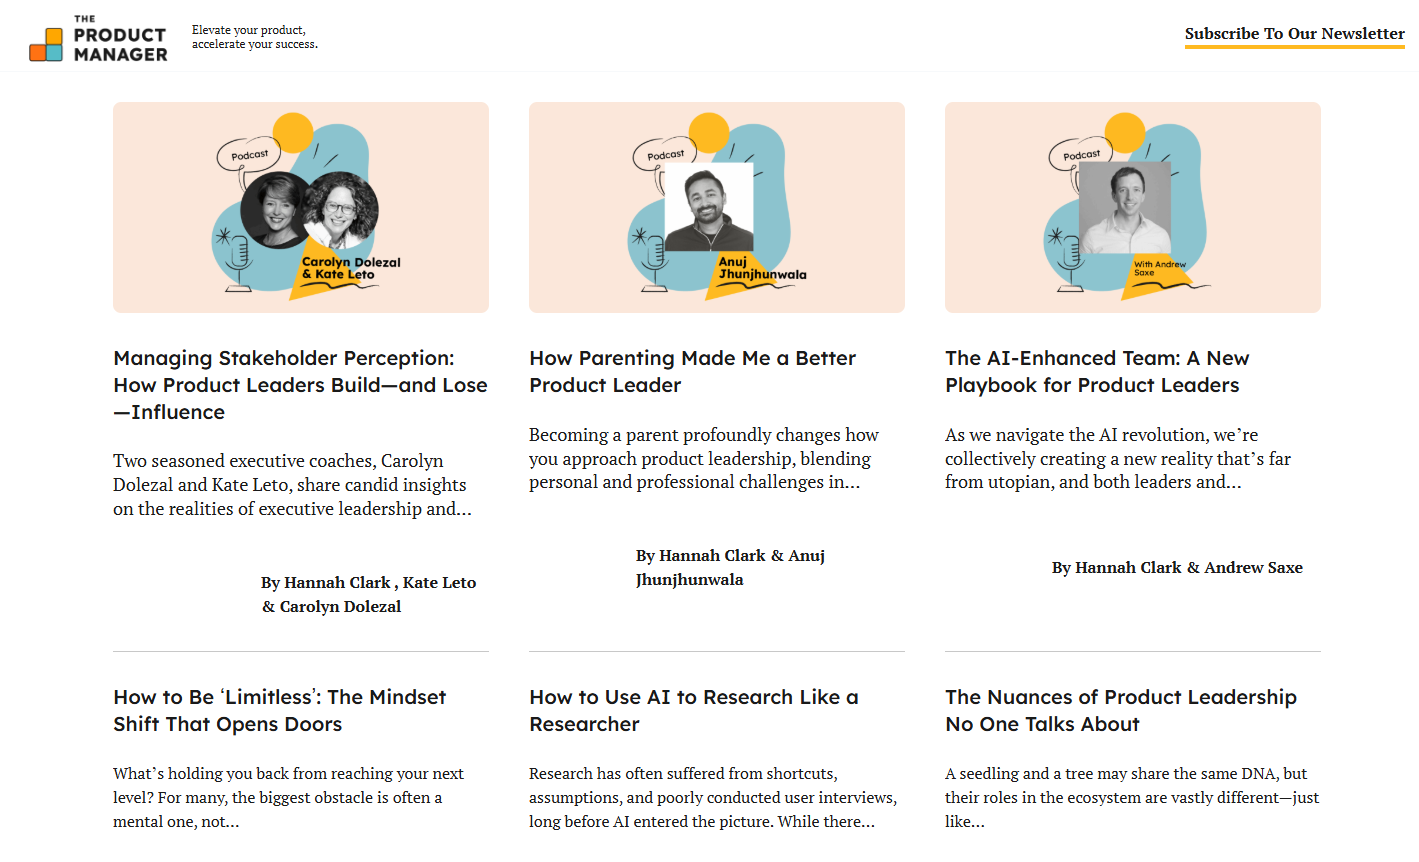 THE
PRODUCT
MANAGER
Elevate your product,
accelerate your success.
Subscribe To Our Newsletter
Podcast
Carolyn Dolezal
& Kate Leto
Podcast
Anuj
Jhunjhunwala
Podcast
With Andrew
Saxe
Managing Stakeholder Perception:
How Product Leaders Build—and Lose
—Influence
Two seasoned executive coaches, Carolyn
Dolezal and Kate Leto, share candid insights
on the realities of executive leadership and...
By Hannah Clark , Kate Leto
& Carolyn Dolezal
How Parenting Made Me a Better
Product Leader
Becoming a parent profoundly changes how
you approach product leadership, blending
personal and professional challenges in...
By Hannah Clark & Anuj
Jhunjhunwala
The AI-Enhanced Team: A New
Playbook for Product Leaders
As we navigate the AI revolution, we’re
collectively creating a new reality that’s far
from utopian, and both leaders and...
By Hannah Clark & Andrew Saxe
How to Be ‘Limitless’: The Mindset
Shift That Opens Doors
What’s holding you back from reaching your next
level? For many, the biggest obstacle is often a
mental one, not...
How to Use AI to Research Like a
Researcher
Research has often suffered from shortcuts,
assumptions, and poorly conducted user interviews,
long before AI entered the picture. While there...
The Nuances of Product Leadership
No One Talks About
A seedling and a tree may share the same DNA, but
their roles in the ecosystem are vastly different—just
like...